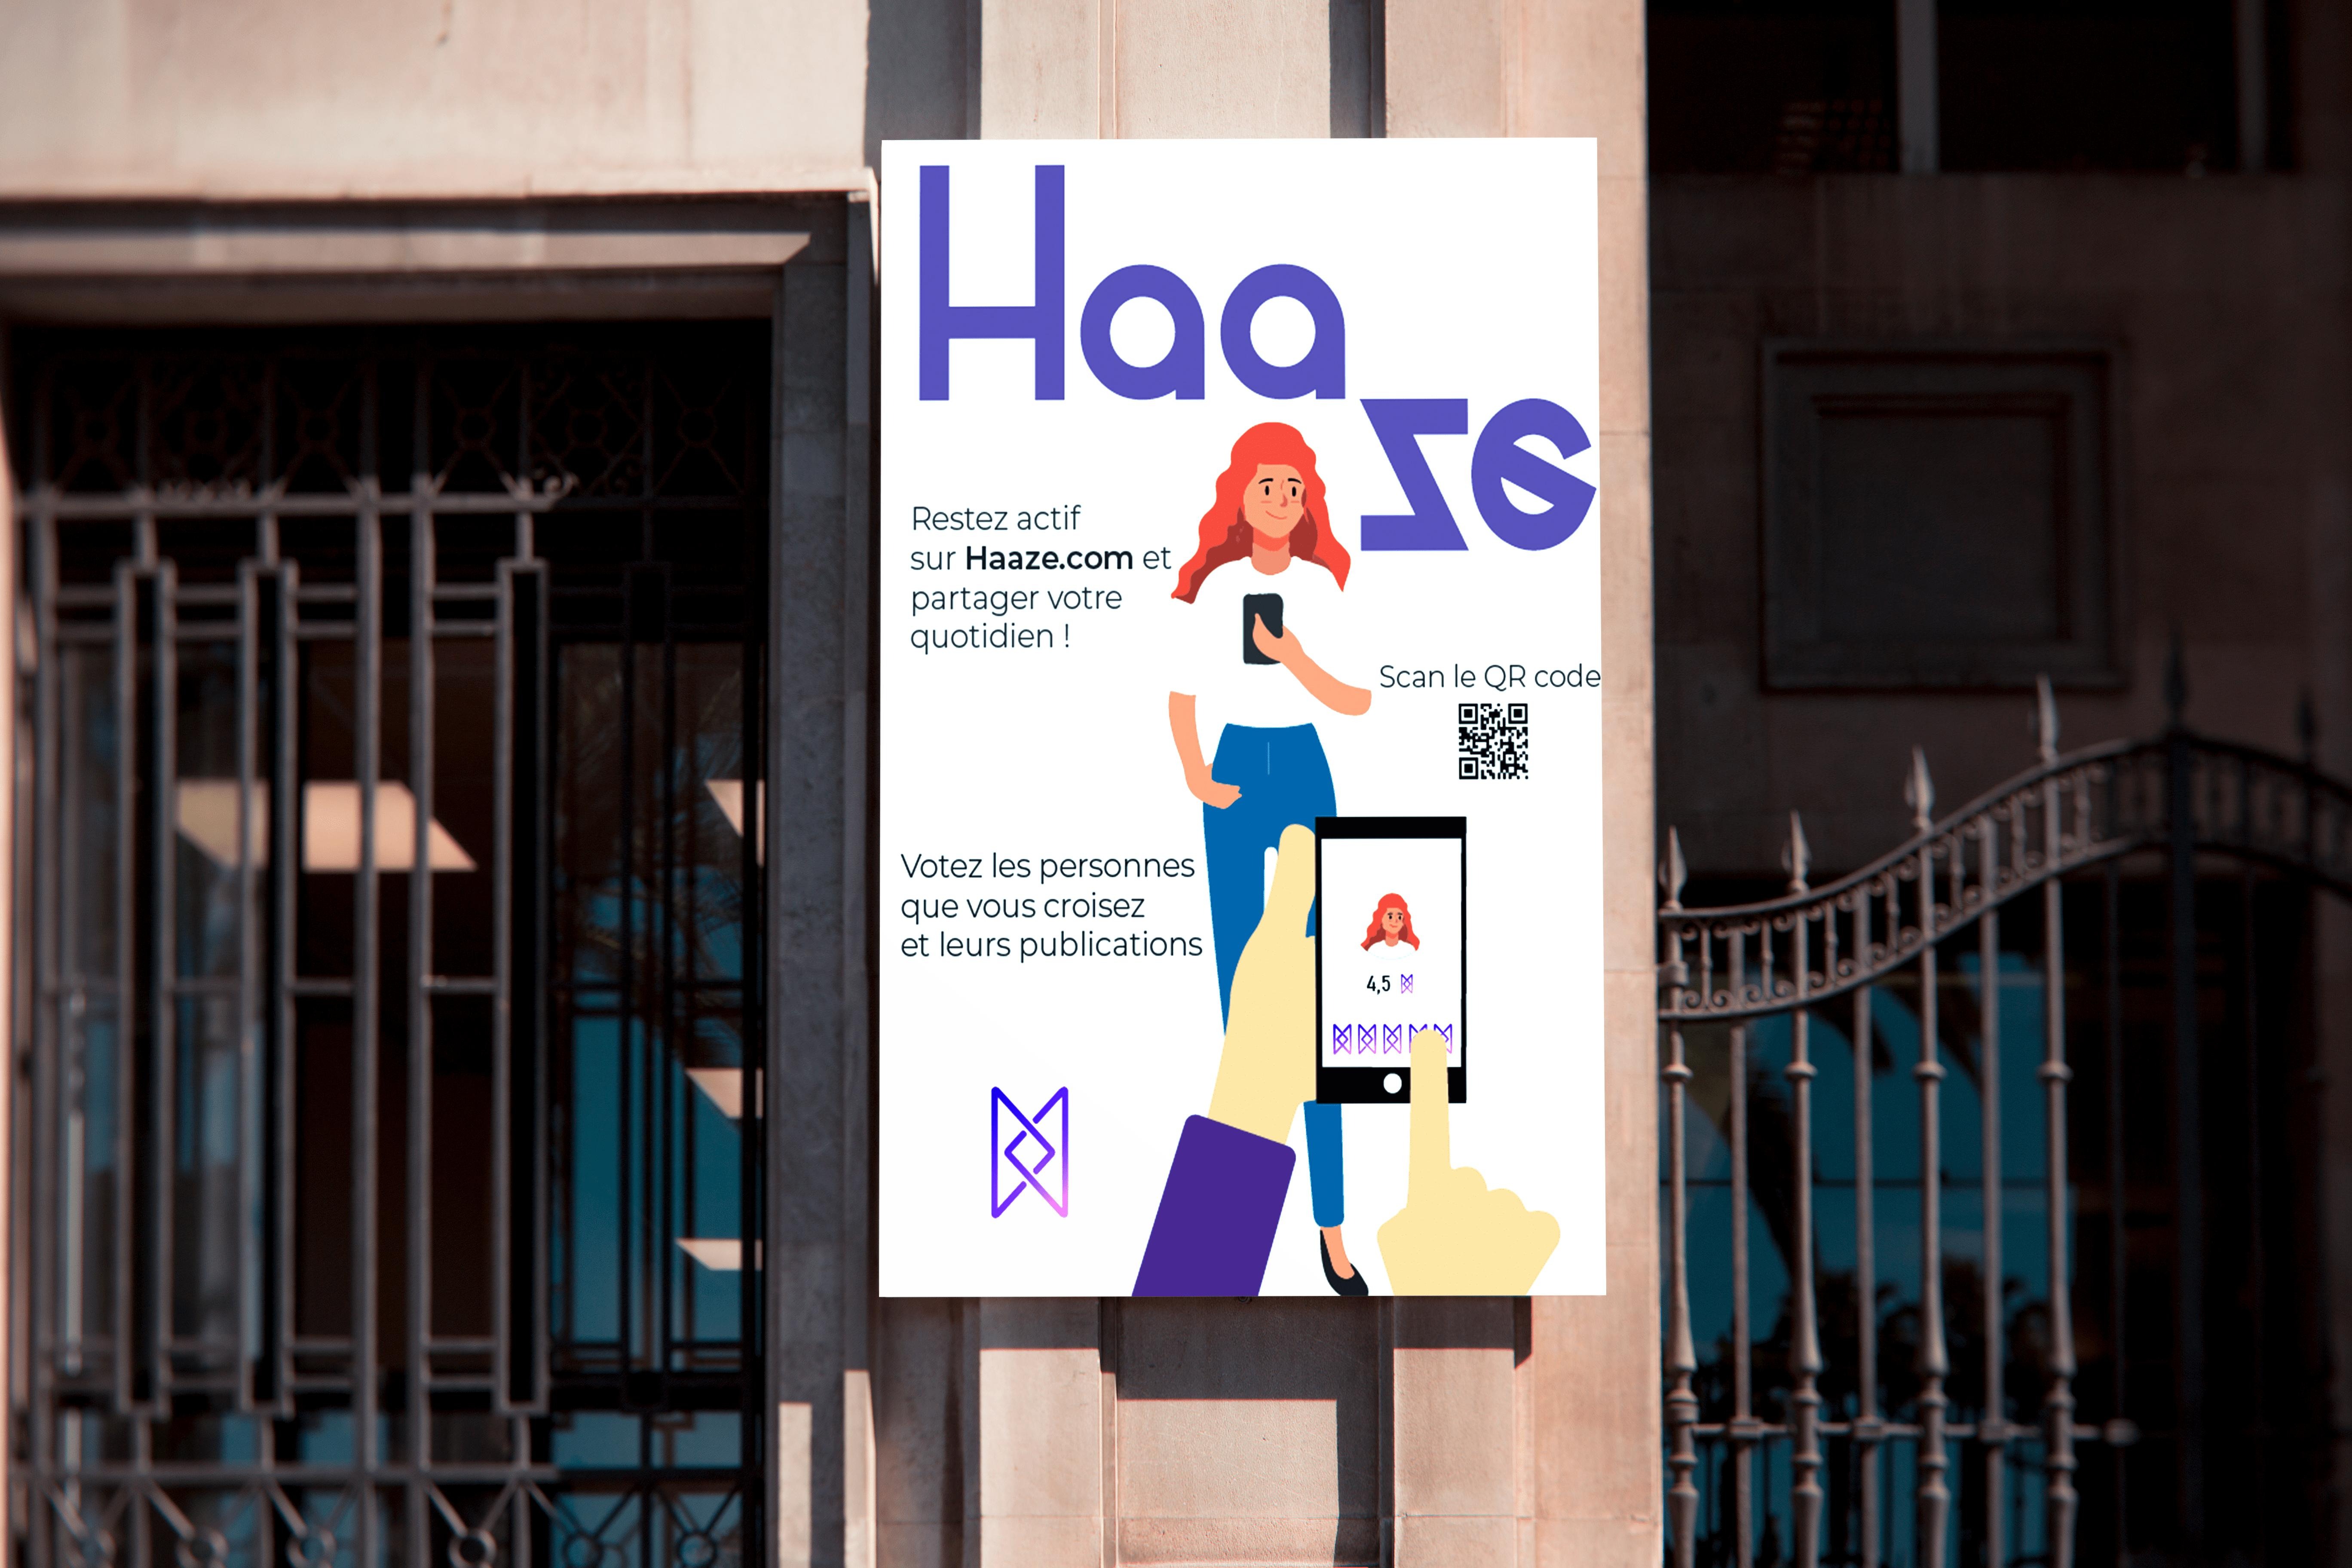 Haa
ze
Restez actif
sur Haaze.com et
partager votre
quotidien !
Scan le QR code
Votez les personnes
que vous croisez
et leurs publications
4,5